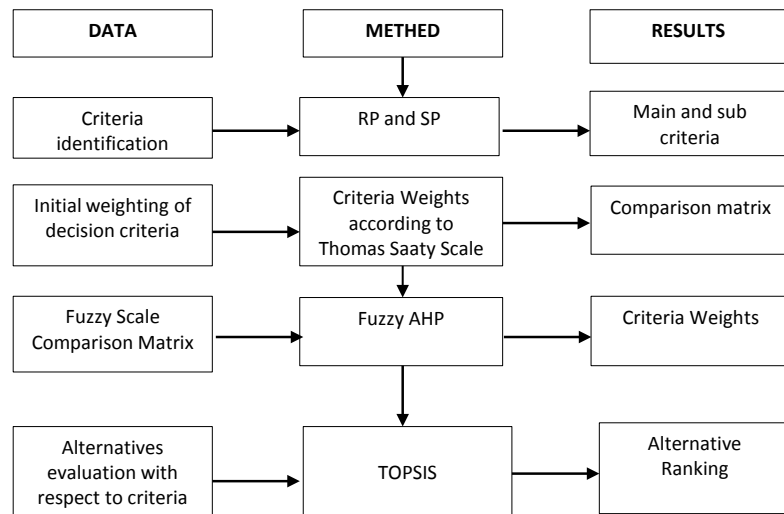 DATA
METHED
RESULTS
Criteria
identification
RP and SP
Main and sub
criteria
Initial weighting of
decision criteria
Criteria Weights
according to
Thomas Saaty Scale
Comparison matrix
Fuzzy Scale
Comparison Matrix
Fuzzy AHP
Criteria Weights
Alternatives
evaluation with
respect to criteria
TOPSIS
Alternative
Ranking